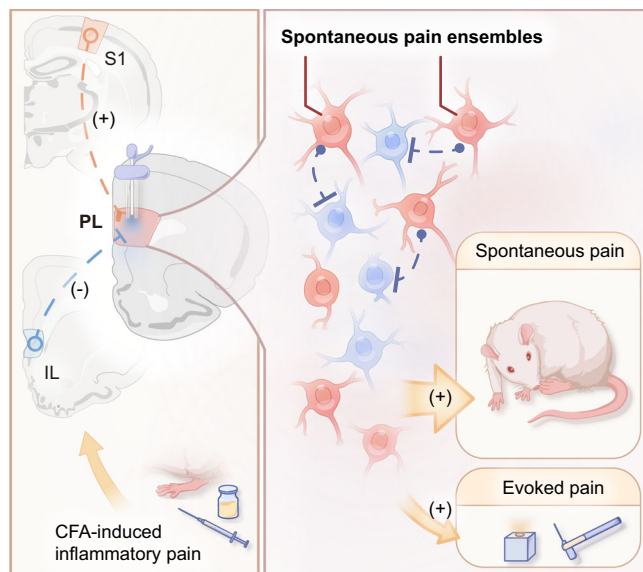 S1
(+)
PL
(-)
IL
CFA-induced
inflammatory pain
Spontaneous pain ensembles
Spontaneous pain
(+)
Evoked pain
(+)